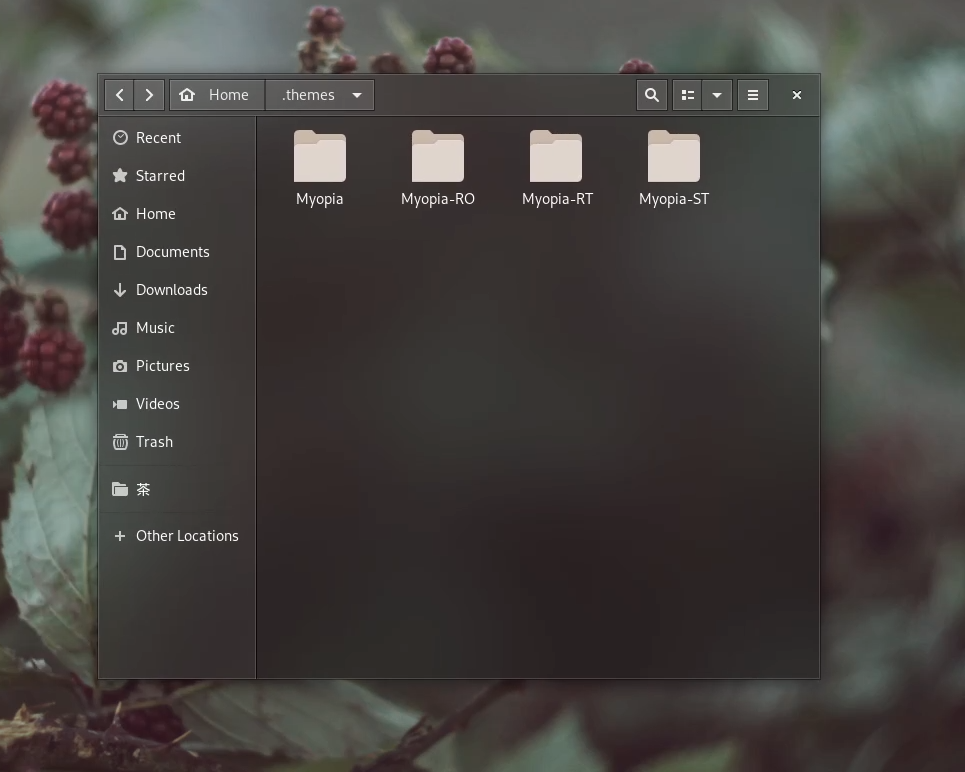 Home .themes
Recent
Starred
Home
Documents
Downloads
Music
Pictures
Videos
Trash
茶
Other Locations
Myopia Myopia-RO Myopia-RT Myopia-ST